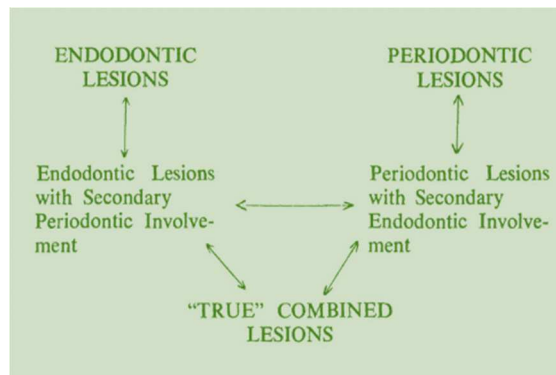 ENDODONTIC
LESIONS
PERIODONTIC
LESIONS
Endodontic Lesions
with Secondary
Periodontic Involve-
ment
Periodontic Lesions
with Secondary
Endodontic Involve-
ment
"TRUE" COMBINED
LESIONS